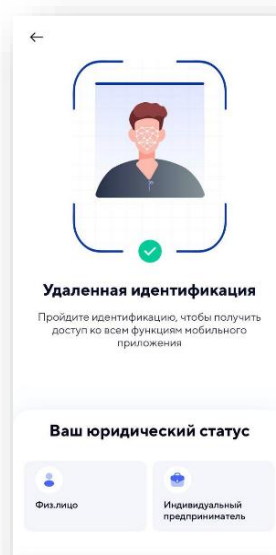 Удаленная идентификация
Пройдите идентификацию, чтобы получить
доступ ко всем функциям мобильного
приложения
Ваш юридический статус
Физ.лицо
Индивидуальный
предприниматель